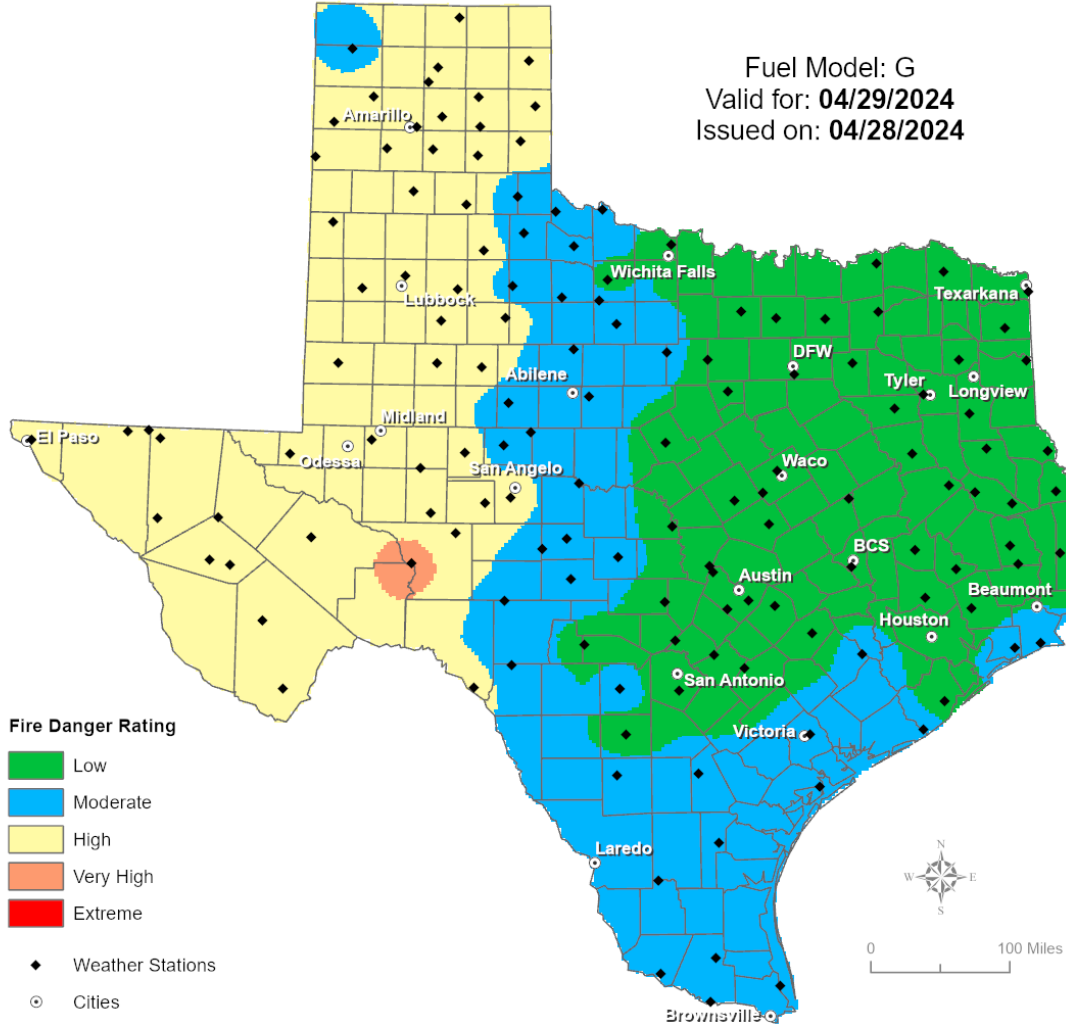 Fuel Model: G
Valid for: 04/29/2024
Issued on: 04/28/2024
Amarillo
Wichita Falls
Lubbock
Texarkana
DFW
Abilene
Tyler
Longview
Midland
El Paso
Odessa
Waco
San Angelo
BCS
Austin
Beaumont
Houston
San Antonio
Victoria
Laredo
Brownsville
Fire Danger Rating
Low
Moderate
High
Very High
Extreme
Weather Stations
Cities
N
W E
S
0 100 Miles